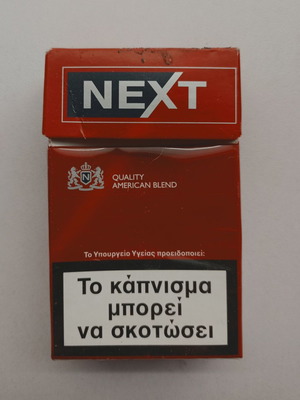 NEXT
N
QUALITY
AMERICAN BLEND
Το Υπουργείο Υγείας προειδοποιεί:
Το κάπνισμα
μπορεί
να σκοτώσει